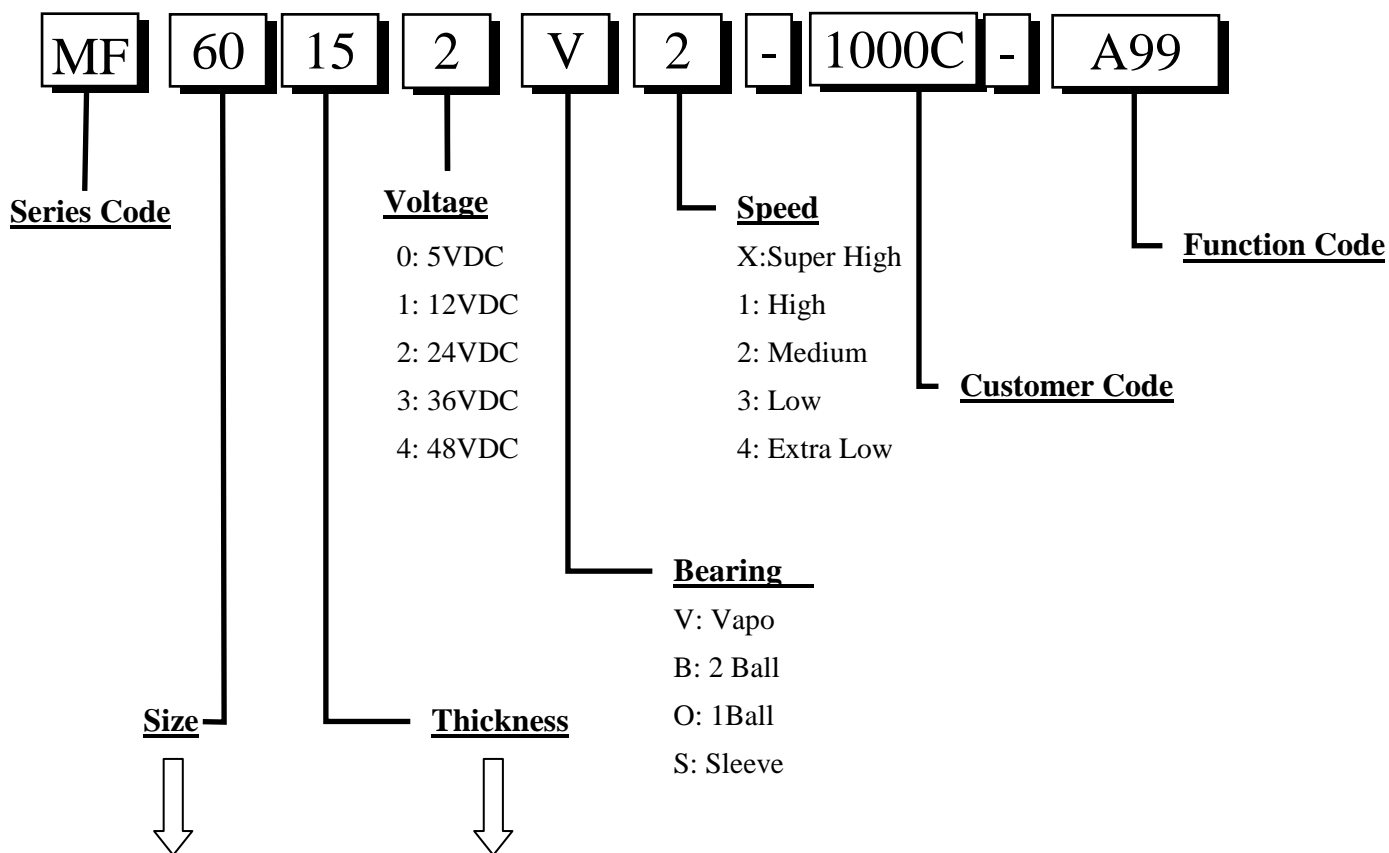 MF 60 15 2 V 2 - 1000C - A99
Series Code
Voltage
0: 5VDC
1: 12VDC
2: 24VDC
3: 36VDC
4: 48VDC
Speed
X:Super High
1: High
2: Medium
3: Low
4: Extra Low
Function Code
Customer Code
Bearing
V: Vapo
B: 2 Ball
O: 1Ball
S: Sleeve
Size
Thickness